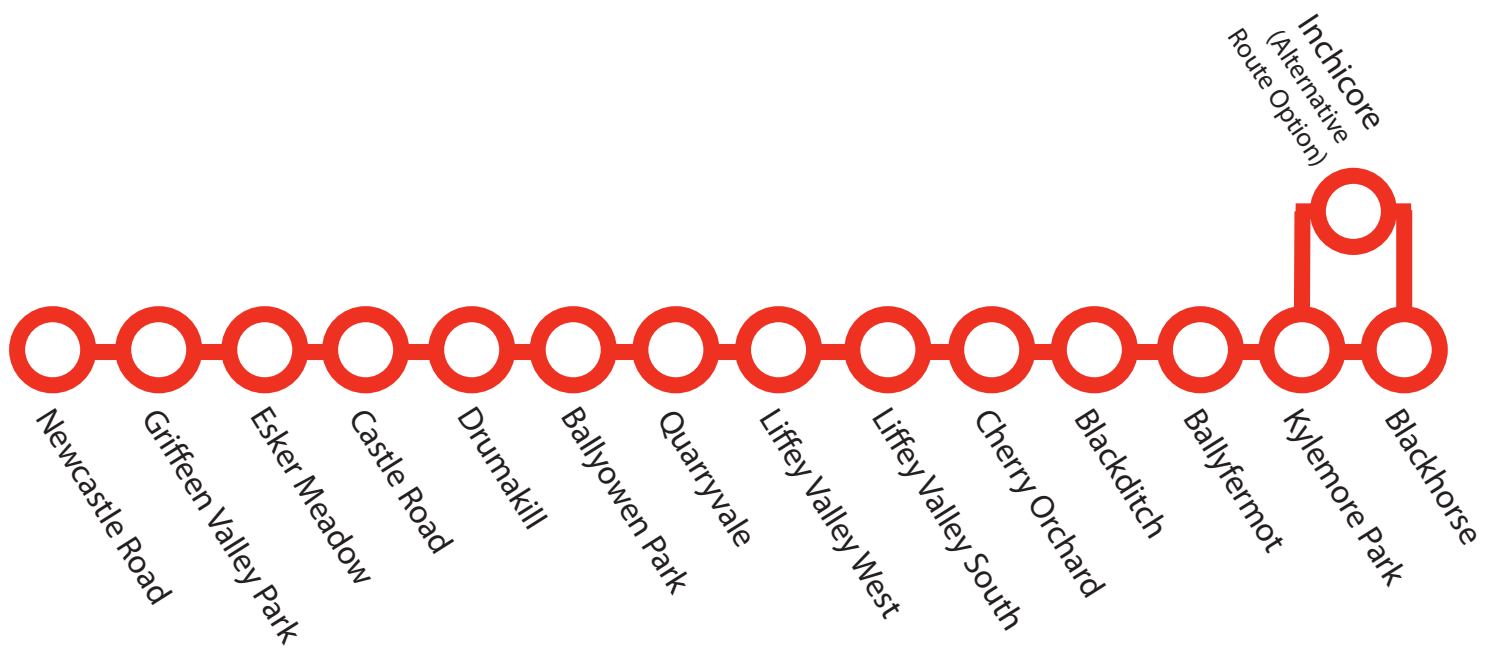 Inchicore
(Alternative
Route Option)
Newcastle Road
Griffeen Valley Park
Esker Meadow
Castle Road
Drumakill
Ballyowen Park
Quarryvale
Liffey Valley West
Liffey Valley South
Cherry Orchard
Blackditch
Ballyfermot
Kylemore Park
Blackhorse